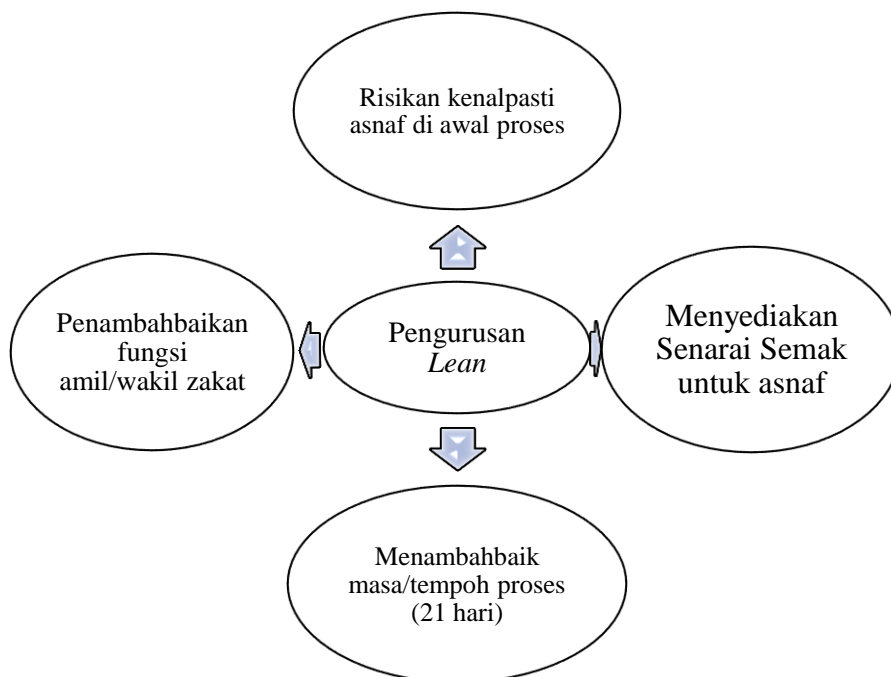 Risikan kenalpasti
asnaf di awal proses
Penambahbaikan
fungsi
amil/wakil zakat
Pengurusan
Lean
Menyediakan
Senarai Semak
untuk asnaf
Menambahbaik
masa/tempoh proses
(21 hari)